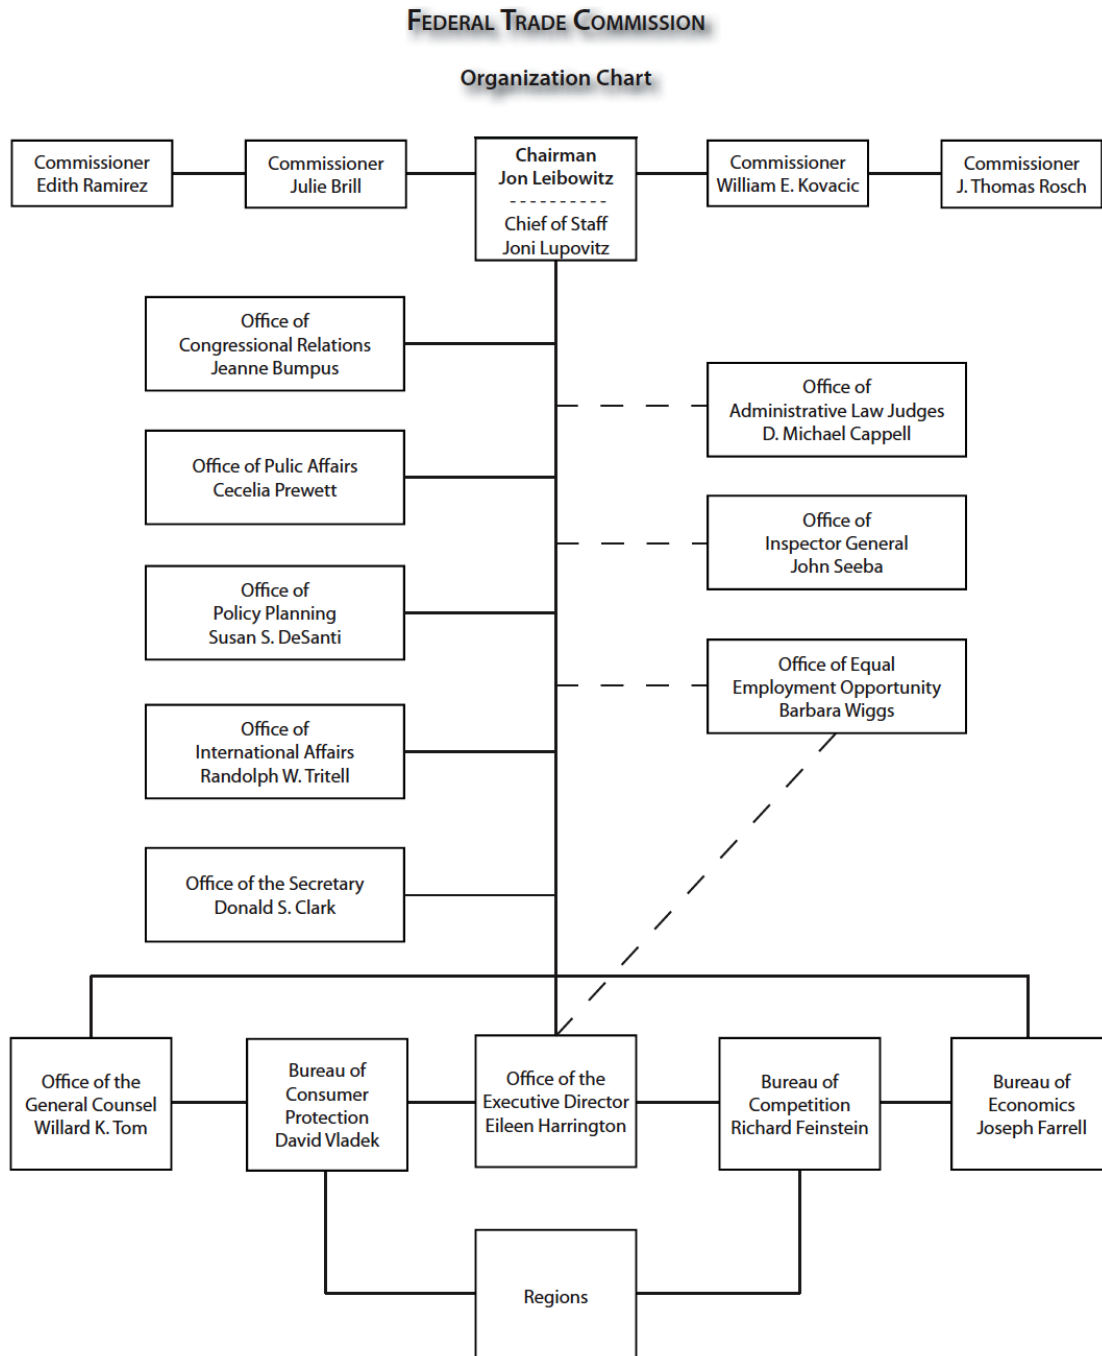 FEDERAL TRADE COMMISSION
Organization Chart
Commissioner
Edith Ramirez
Commissioner
Julie Brill
Chairman
Jon Leibowitz
----------
Chief of Staff
Joni Lupovitz
Commissioner
William E. Kovacic
Commissioner
J. Thomas Rosch
Office of
Congressional Relations
Jeanne Bumpus
Office of
Administrative Law Judges
D. Michael Cappell
Office of Pulic Affairs
Cecelia Prewett
Office of
Inspector General
John Seeba
Office of
Policy Planning
Susan S. DeSanti
Office of Equal
Employment Opportunity
Barbara Wiggs
Office of
International Affairs
Randolph W. Tritell
Office of the Secretary
Donald S. Clark
Office of the
General Counsel
Willard K. Tom
Bureau of
Consumer
Protection
David Vladek
Office of the
Executive Director
Eileen Harrington
Bureau of
Competition
Richard Feinstein
Bureau of
Economics
Joseph Farrell
Regions